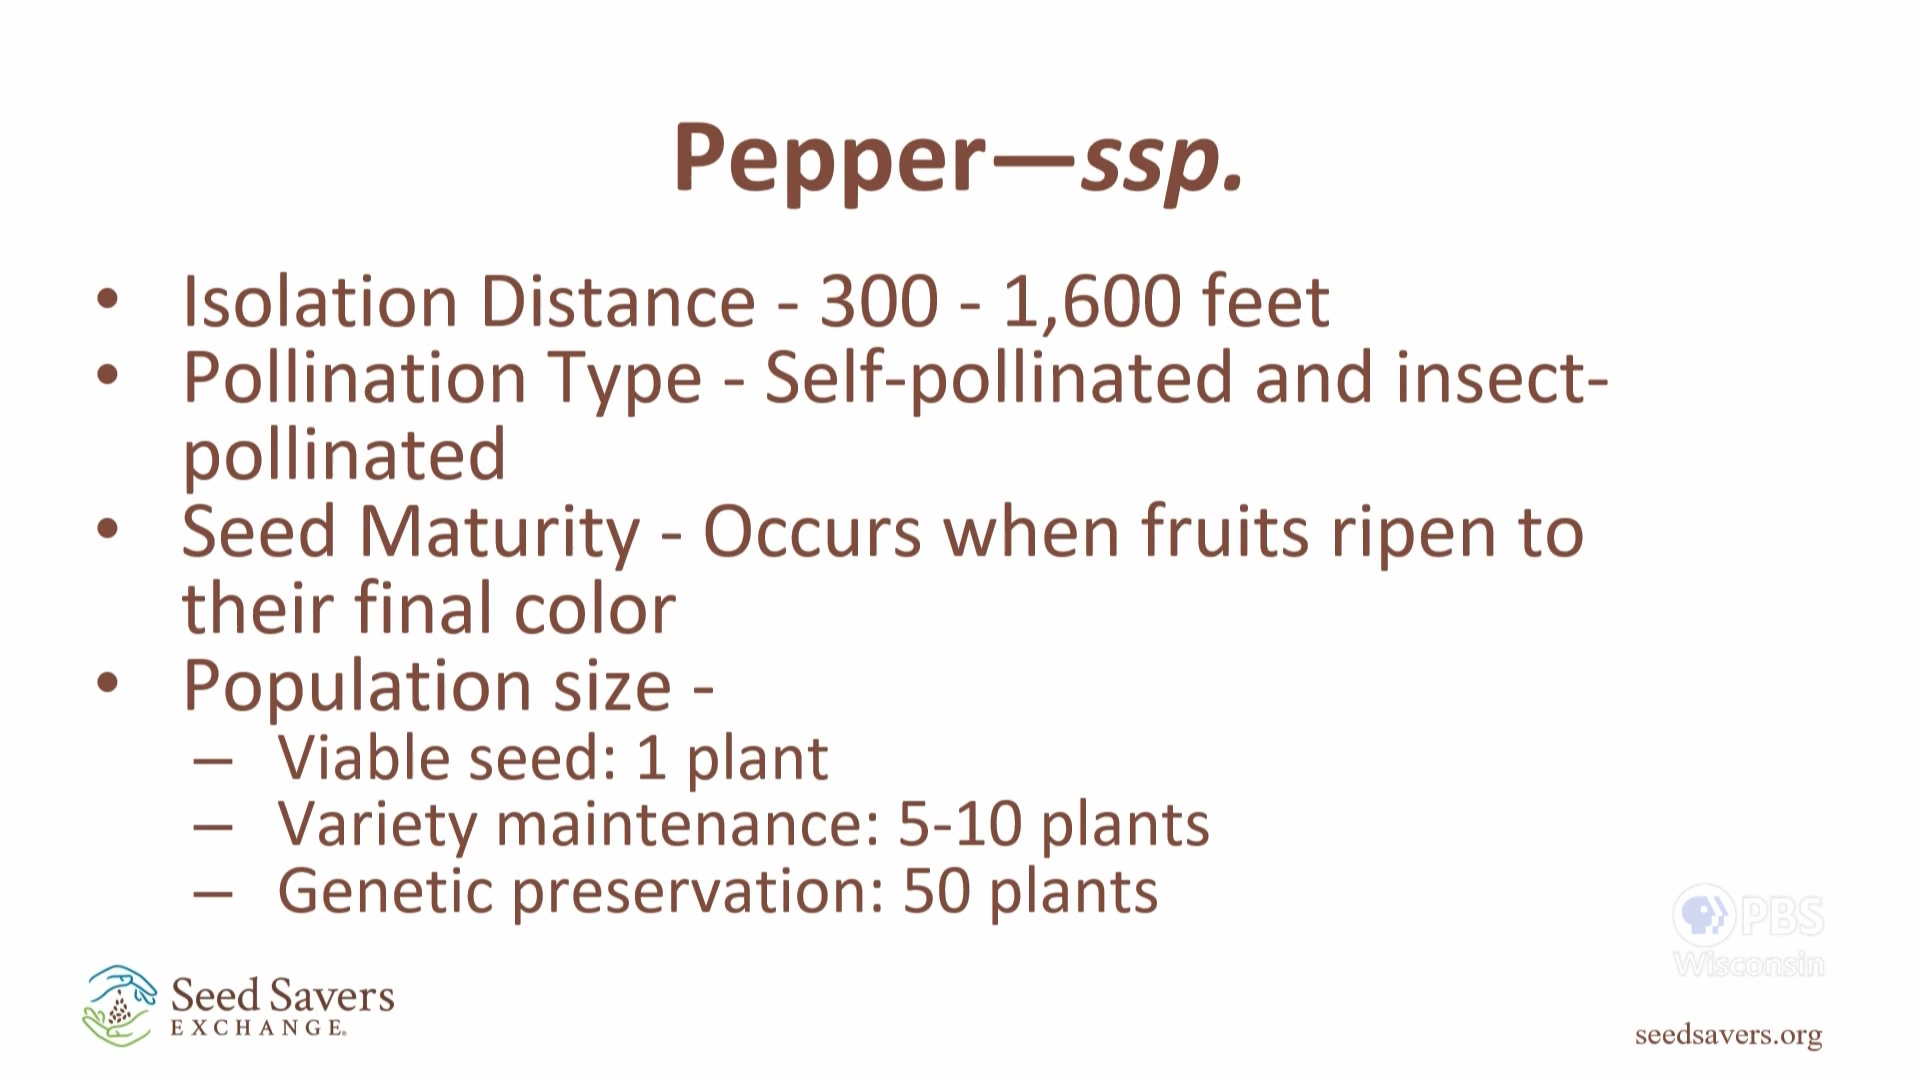 Pepper—ssp.
• Isolation Distance - 300 - 1,600 feet
• Pollination Type - Self-pollinated and insect-
pollinated
• Seed Maturity - Occurs when fruits ripen to
their final color
• Population size -
– Viable seed: 1 plant
– Variety maintenance: 5-10 plants
– Genetic preservation: 50 plants
PBS
Wisconsin
Seed Savers
EXCHANGE®
seedsavers.org